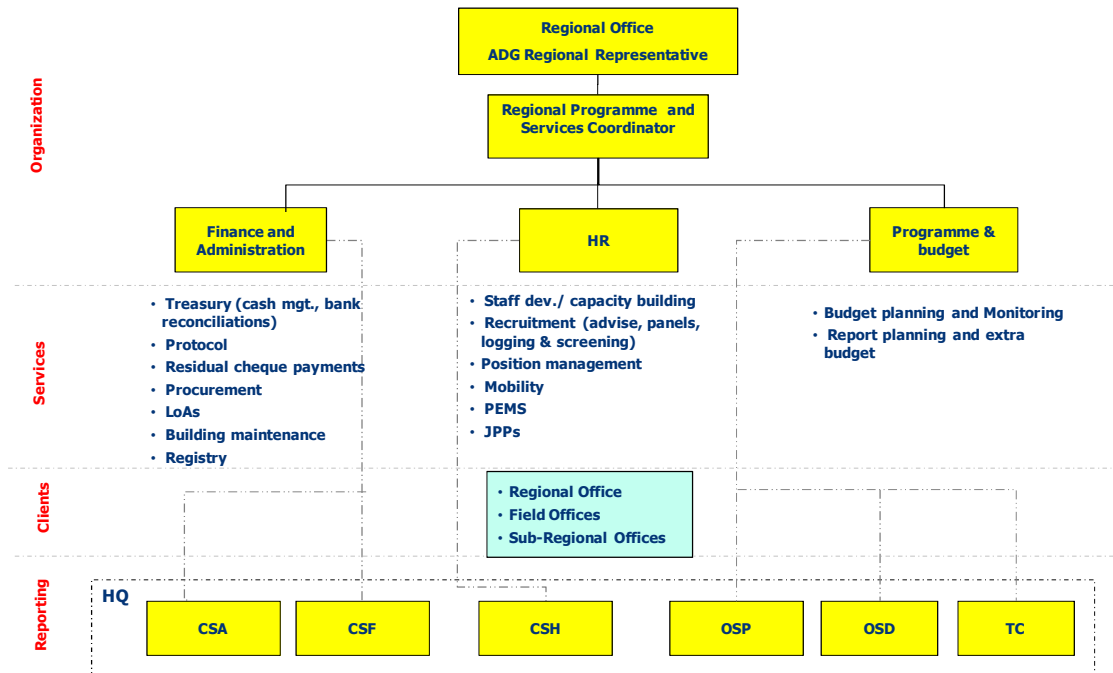 Regional Office
ADG Regional Representative
Organization
Regional Programme and
Services Coordinator
Finance and
Administration
HR
Programme &
budget
Services
• Treasury (cash mgt., bank
reconciliations)
• Protocol
• Residual cheque payments
• Procurement
• LoAs
• Building maintenance
• Registry
• Staff dev./ capacity building
• Recruitment (advise, panels,
logging & screening)
• Position management
• Mobility
• PEMS
• JPPs
• Budget planning and Monitoring
• Report planning and extra
budget
Clients
• Regional Office
• Field Offices
• Sub-Regional Offices
Reporting
HQ
CSA
CSF
CSH
OSP
OSD
TC